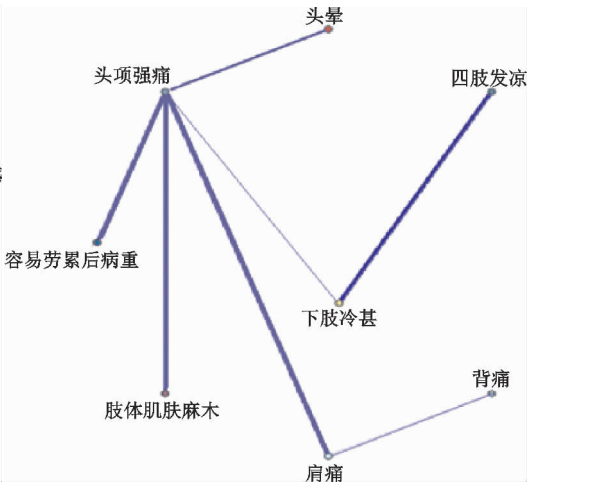 头晕
头项强痛
四肢发凉
容易劳累后病重
下肢冷甚
背痛
肢体肌肤麻木
肩痛